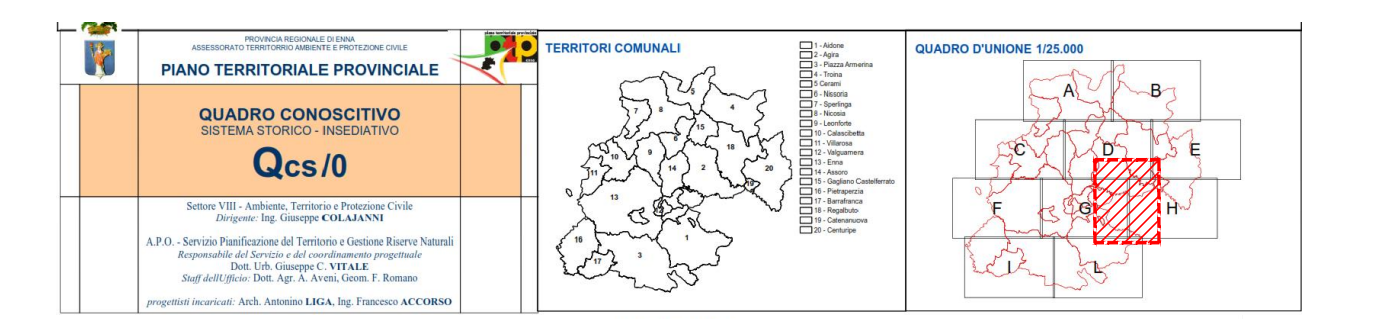 PROVINCIA REGIONALE DI ENNA
ASSESSORATO TERRITORRIO AMBIENTE E PROTEZIONE CIVILE
PIANO TERRITORIALE PROVINCIALE
piano territoriale provinciale
QUADRO CONOSCITIVO
SISTEMA STORICO - INSEDIATIVO
Qcs/0
Settore VIII - Ambiente, Territorio e Protezione Civile
Dirigente: Ing. Giuseppe COLAJANNI
A.P.O. - Servizio Pianificazione del Territorio e Gestione Riserve Naturali
Responsabile del Servizio e del coordinamento progettuale
Dott. Urb. Giuseppe C. VITALE
Staff dell'Ufficio: Dott. Agr. A. Aveni, Geom. F. Romano
progettisti incaricati: Arch. Antonino LIGA, Ing. Francesco ACCORSO
TERRITORI COMUNALI
5
7
8
4
15
6
18
10
9
11
14
2
20
19
13
16
1
17
3
1 - Aidone
2 - Agira
3 - Piazza Armerina
4 - Troina
5 Cerami
6 - Nissoria
7 - Sperlinga
8 - Nicosia
9 - Leonforte
10 - Calascibetta
11 - Villarosa
12 - Valguarnera
13 - Enna
14 - Assoro
15 - Gagliano Castelferrato
16 - Pietraperzia
17 - Barrafranca
18 - Regalbuto
19 - Catenanuova
20 - Centuripe
QUADRO D'UNIONE 1/25.000
A
B
C
D
E
F
G
H
I
L